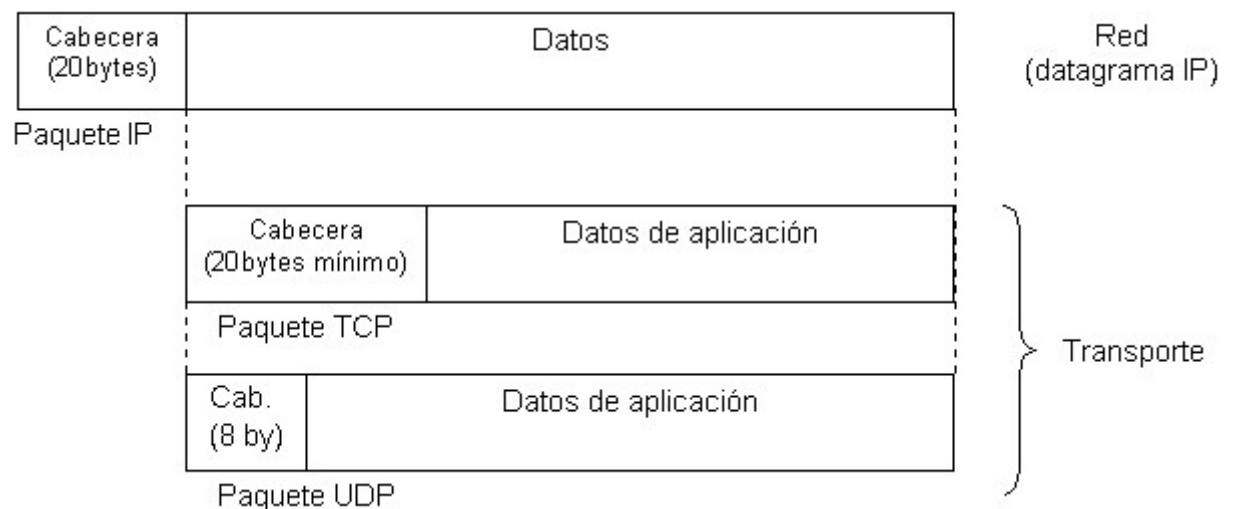 Cabecera
(20bytes)
Datos
Red
(datagrama IP)
Paquete IP
Cabecera
(20bytes mínimo)
Datos de aplicación
Paquete TCP
Transporte
Cab.
(8 by)
Datos de aplicación
Paquete UDP